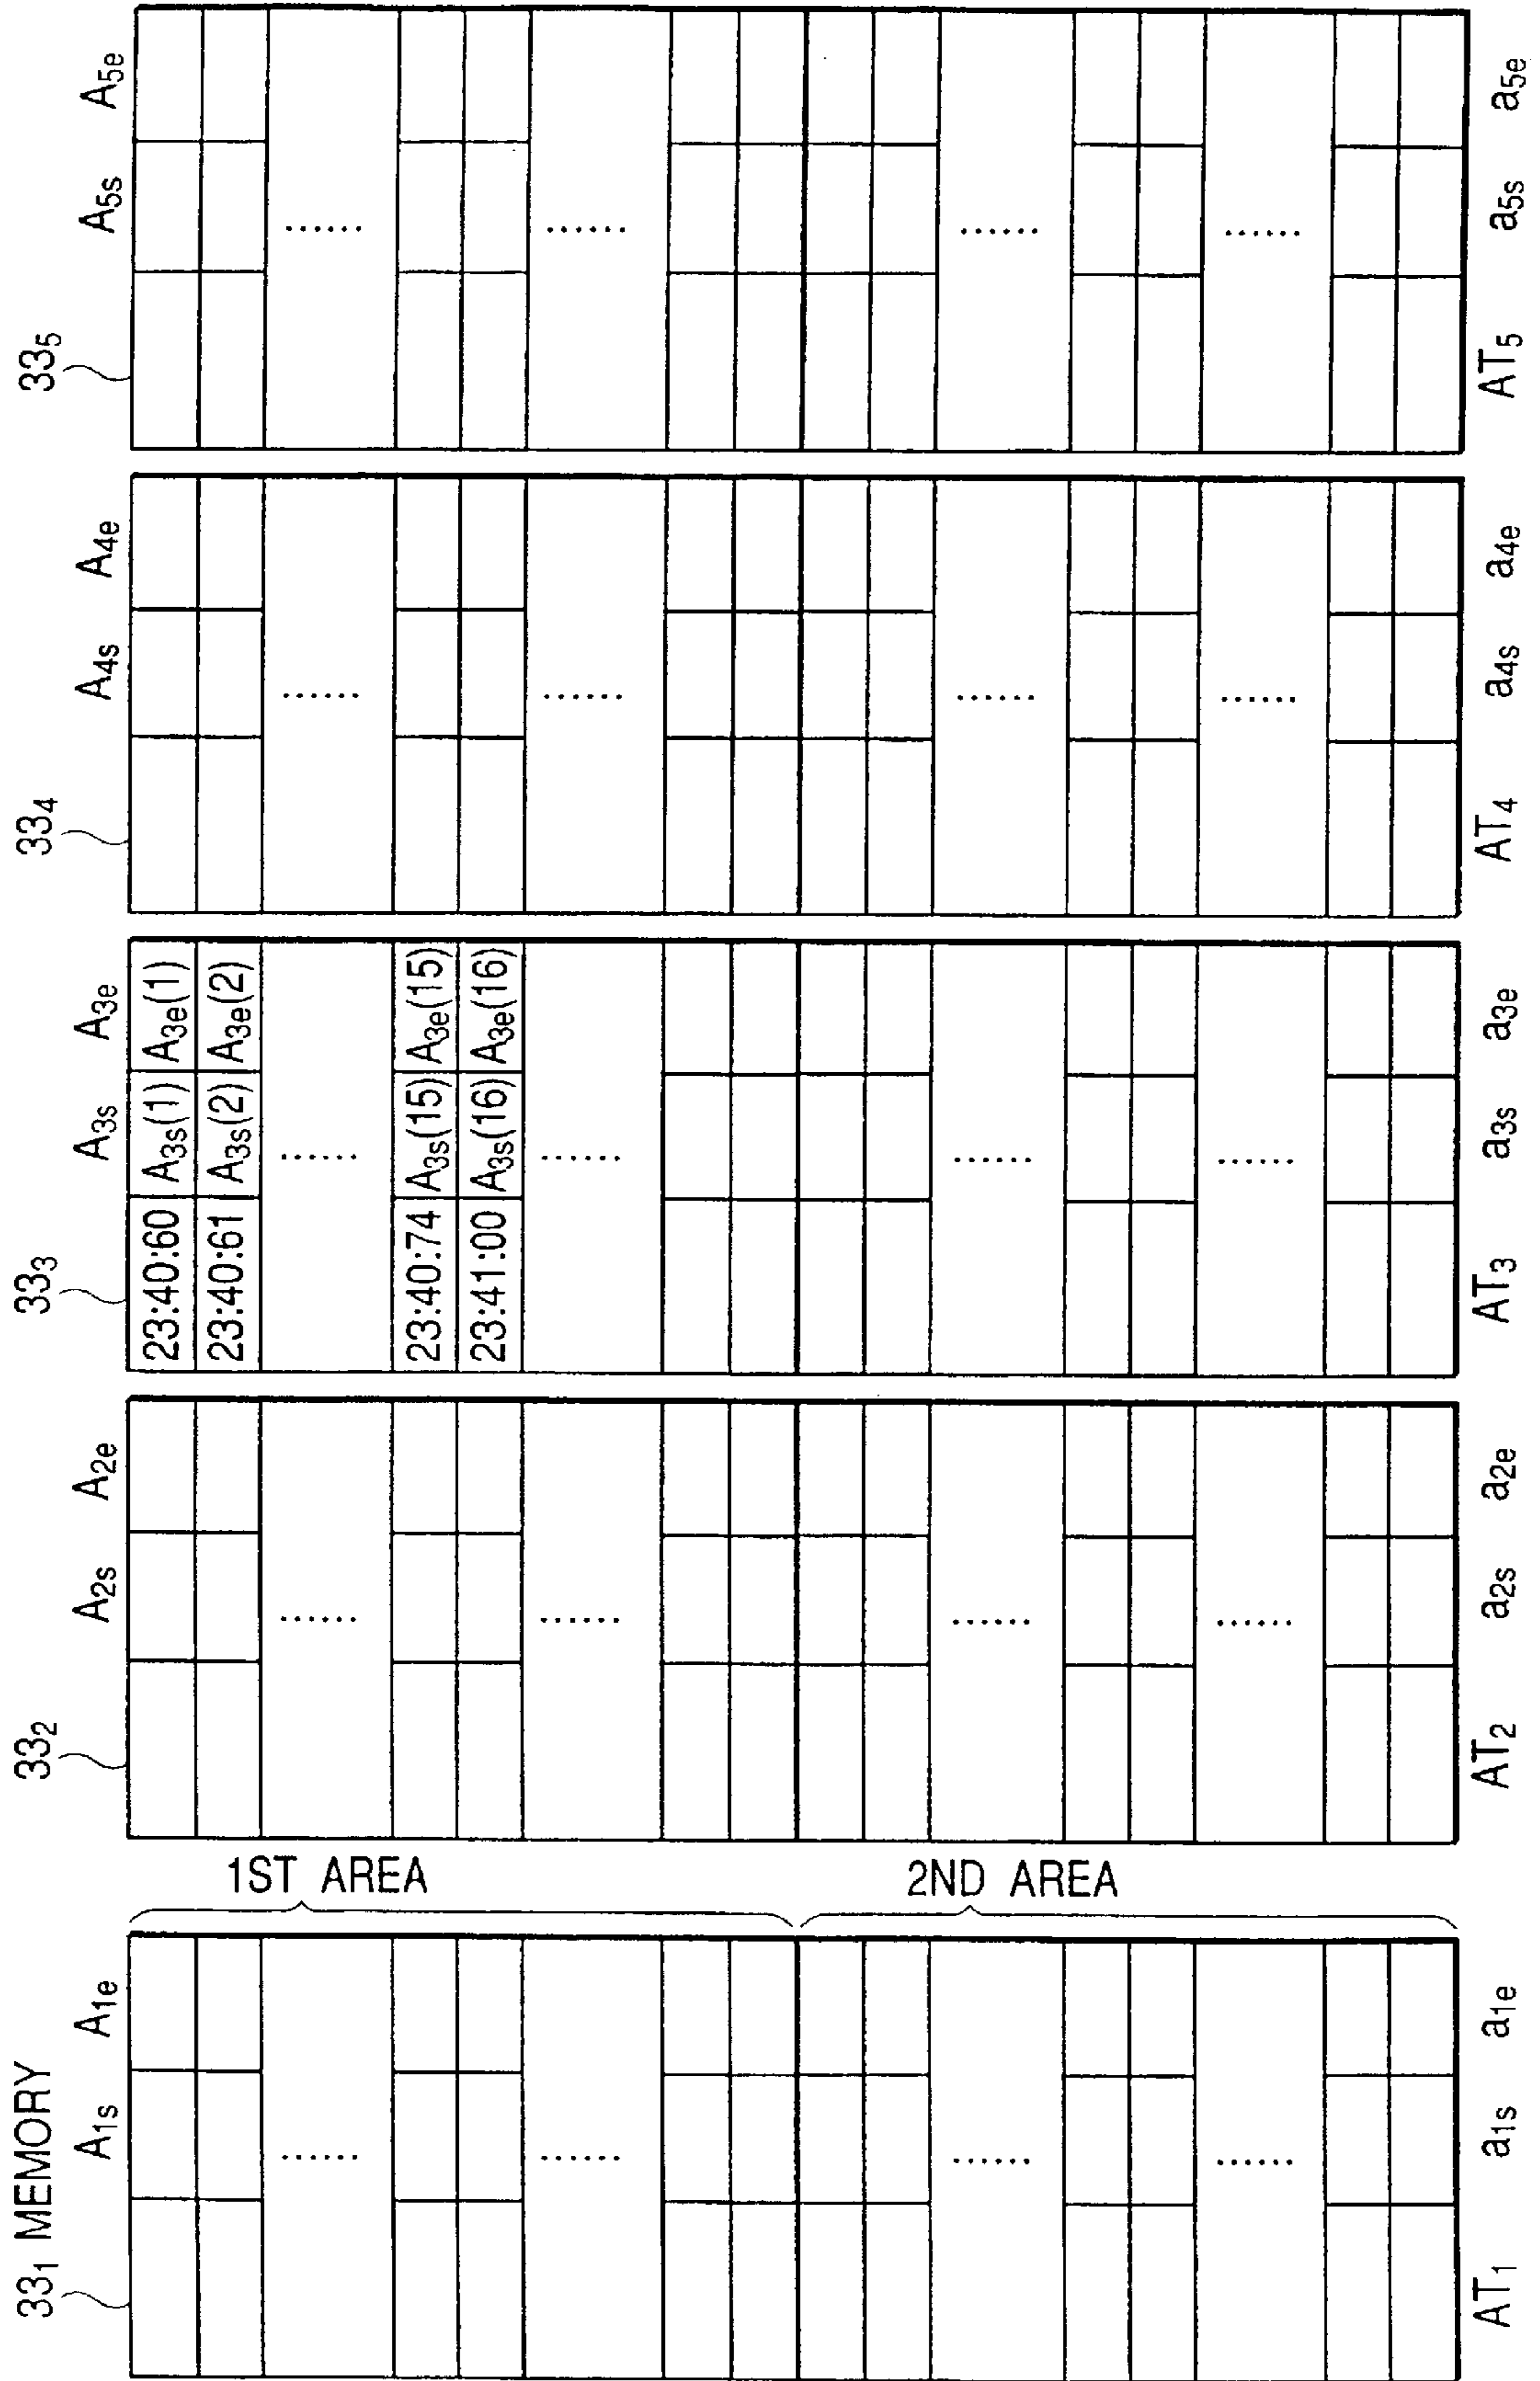 33₁ MEMORY
A₁s A₁e
1ST AREA
2ND AREA
AT₁ a₁s a₁e
33₂
A₂s A₂e
AT₂ a₂s a₂e
33₃
A₃s A₃e
23:40:60 A₃s(1) A₃e(1)
23:40:61 A₃s(2) A₃e(2)
......
23:40:74 A₃s(15) A₃e(15)
23:41:00 A₃s(16) A₃e(16)
......
AT₃ a₃s a₃e
33₄
A₄s A₄e
AT₄ a₄s a₄e
33₅
A₅s A₅e
AT₅ a₅s a₅e